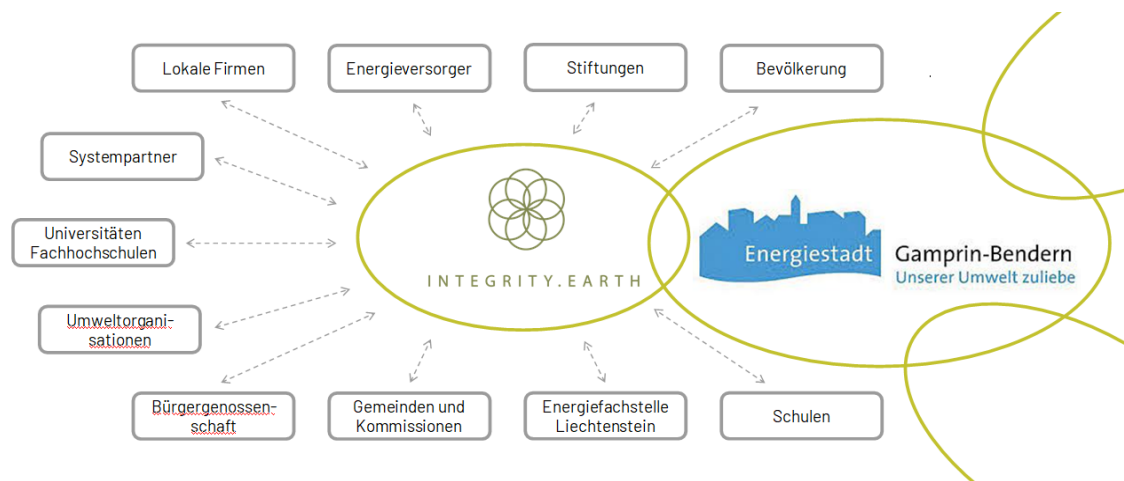 Lokale Firmen
Energieversorger
Stiftungen
Bevölkerung
Systempartner
Universitäten
Fachhochschulen
INTEGRITY.EARTH
Energiestadt
Gamprin-Bendern
Unserer Umwelt zuliebe
Umweltorgani-
sationen
Bürgergenossen-
schaft
Gemeinden und
Kommissionen
Energiefachstelle
Liechtenstein
Schulen